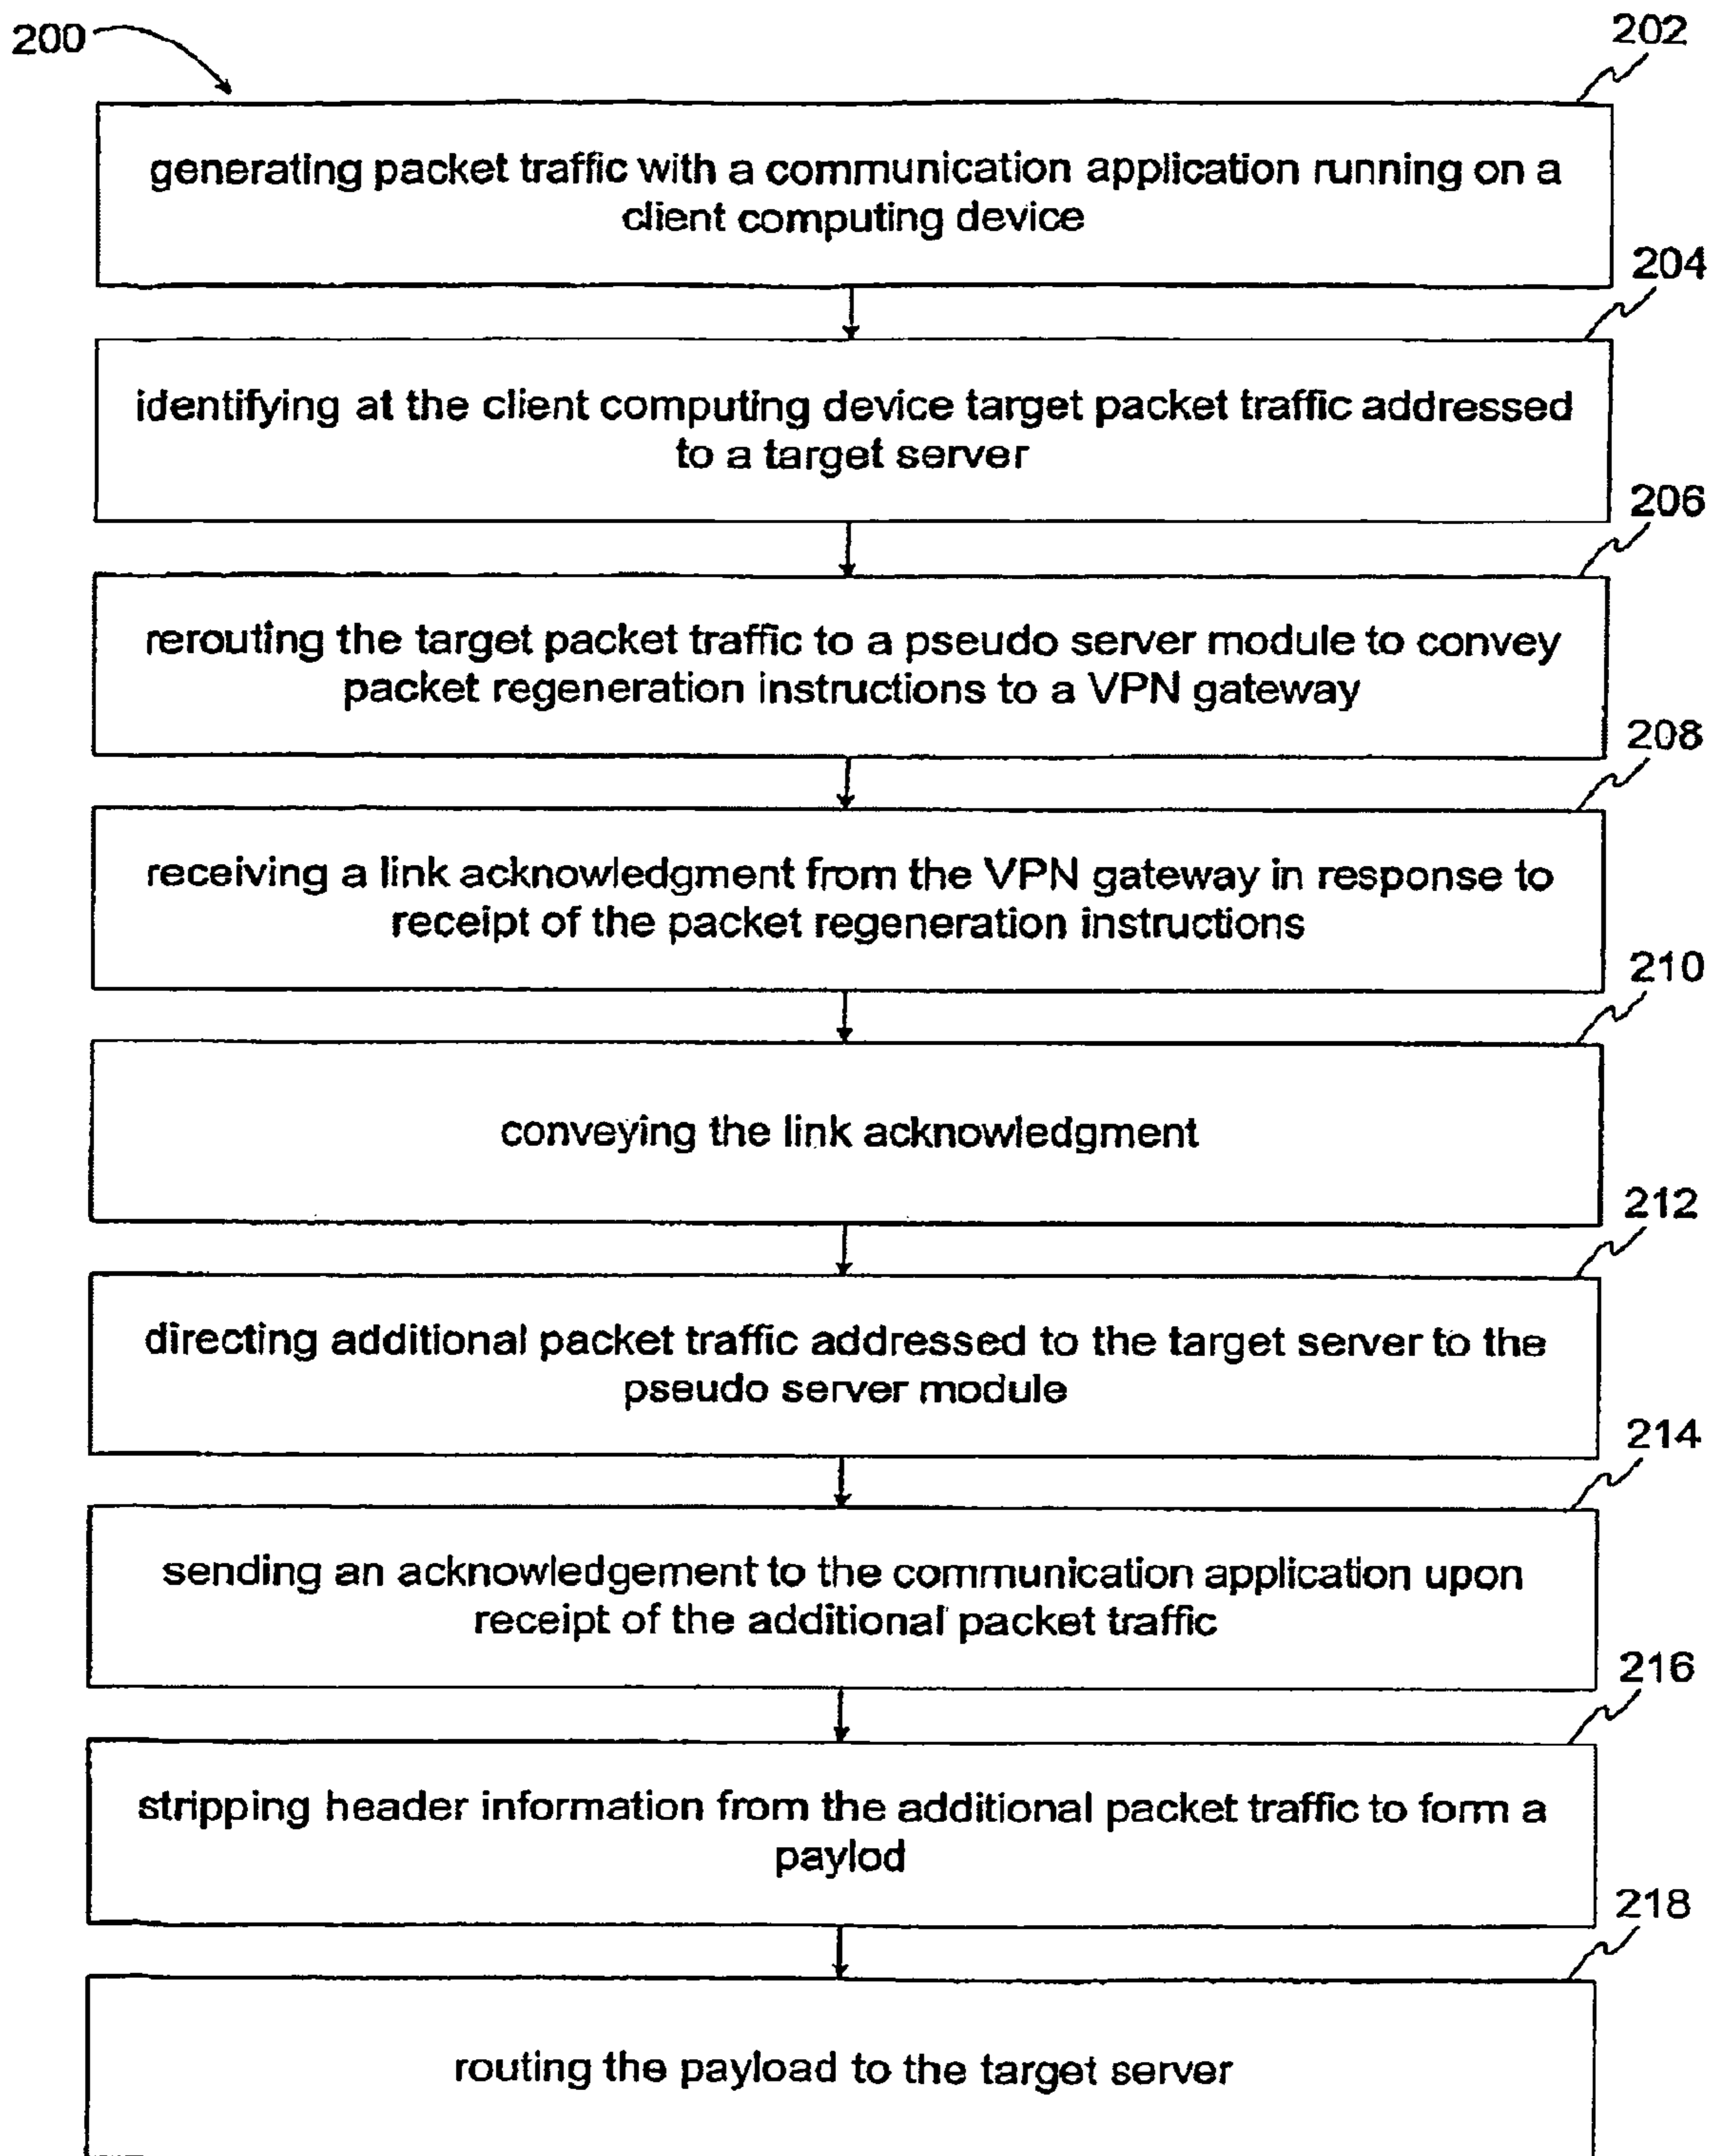 200
202
generating packet traffic with a communication application running on a
client computing device
204
identifying at the client computing device target packet traffic addressed
to a target server
206
rerouting the target packet traffic to a pseudo server module to convey
packet regeneration instructions to a VPN gateway
208
receiving a link acknowledgment from the VPN gateway in response to
receipt of the packet regeneration instructions
210
conveying the link acknowledgment
212
directing additional packet traffic addressed to the target server to the
pseudo server module
214
sending an acknowledgement to the communication application upon
receipt of the additional packet traffic
216
stripping header information from the additional packet traffic to form a
paylod
218
routing the payload to the target server